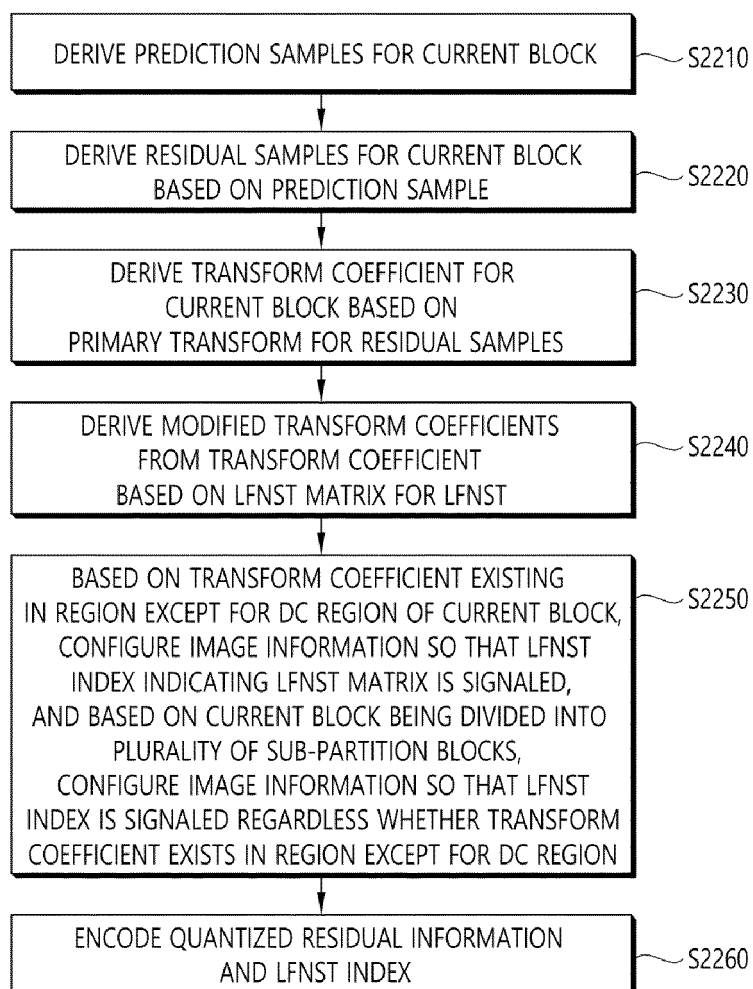 DERIVE PREDICTION SAMPLES FOR CURRENT BLOCK
S2210
DERIVE RESIDUAL SAMPLES FOR CURRENT BLOCK
BASED ON PREDICTION SAMPLE
S2220
DERIVE TRANSFORM COEFFICIENT FOR
CURRENT BLOCK BASED ON
PRIMARY TRANSFORM FOR RESIDUAL SAMPLES
S2230
DERIVE MODIFIED TRANSFORM COEFFICIENTS
FROM TRANSFORM COEFFICIENT
BASED ON LFNST MATRIX FOR LFNST
S2240
BASED ON TRANSFORM COEFFICIENT EXISTING
IN REGION EXCEPT FOR DC REGION OF CURRENT BLOCK,
CONFIGURE IMAGE INFORMATION SO THAT LFNST
INDEX INDICATING LFNST MATRIX IS SIGNALED,
AND BASED ON CURRENT BLOCK BEING DIVIDED INTO
PLURALITY OF SUB-PARTITION BLOCKS,
CONFIGURE IMAGE INFORMATION SO THAT LFNST
INDEX IS SIGNALED REGARDLESS WHETHER TRANSFORM
COEFFICIENT EXISTS IN REGION EXCEPT FOR DC REGION
S2250
ENCODE QUANTIZED RESIDUAL INFORMATION
AND LFNST INDEX
S2260